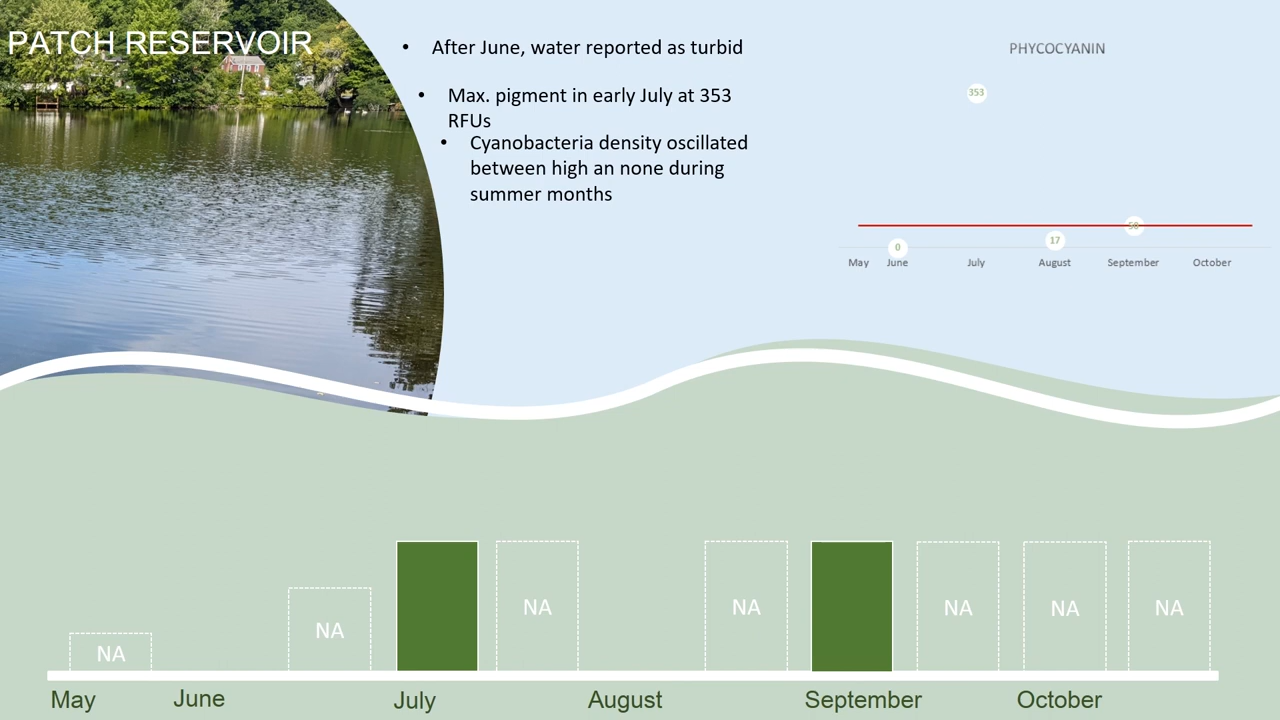 PATCH RESERVOIR
• After June, water reported as turbid
• Max. pigment in early July at 353
RFUs
• Cyanobacteria density oscillated
between high an none during
summer months
PHYCOCYANIN
353
50
17
0
May June July August September October
NA NA NA NA NA NA NA
May June July August September October